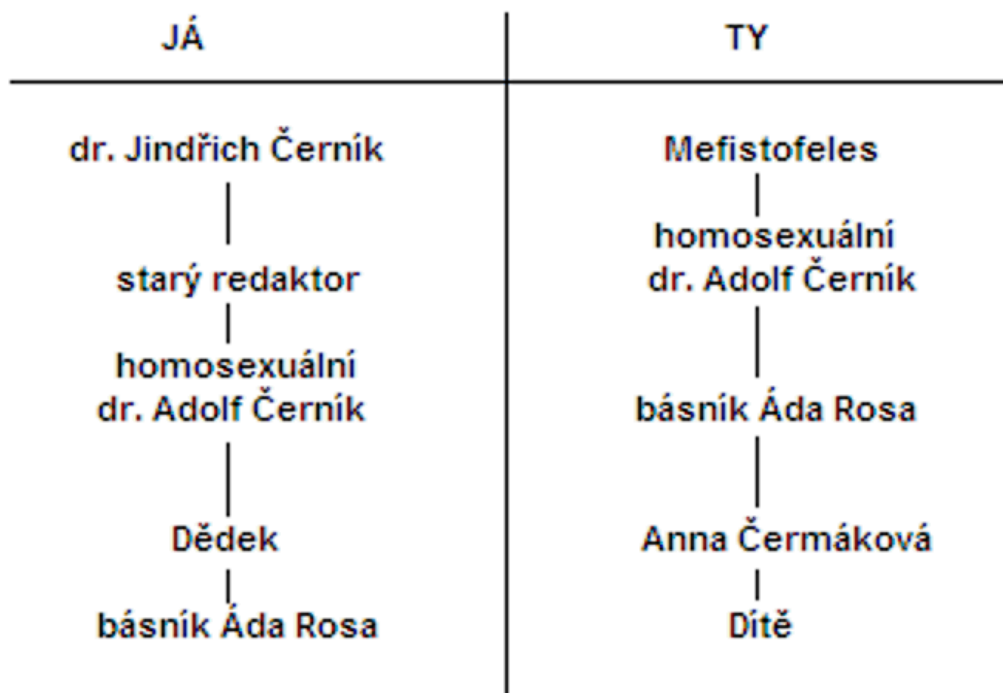 JÁ
TY
dr. Jindřich Černík
starý redaktor
homosexuální
dr. Adolf Černík
Dědek
básník Áda Rosa
Mefistofeles
homosexuální
dr. Adolf Černík
básník Áda Rosa
Anna Čermáková
Dítě